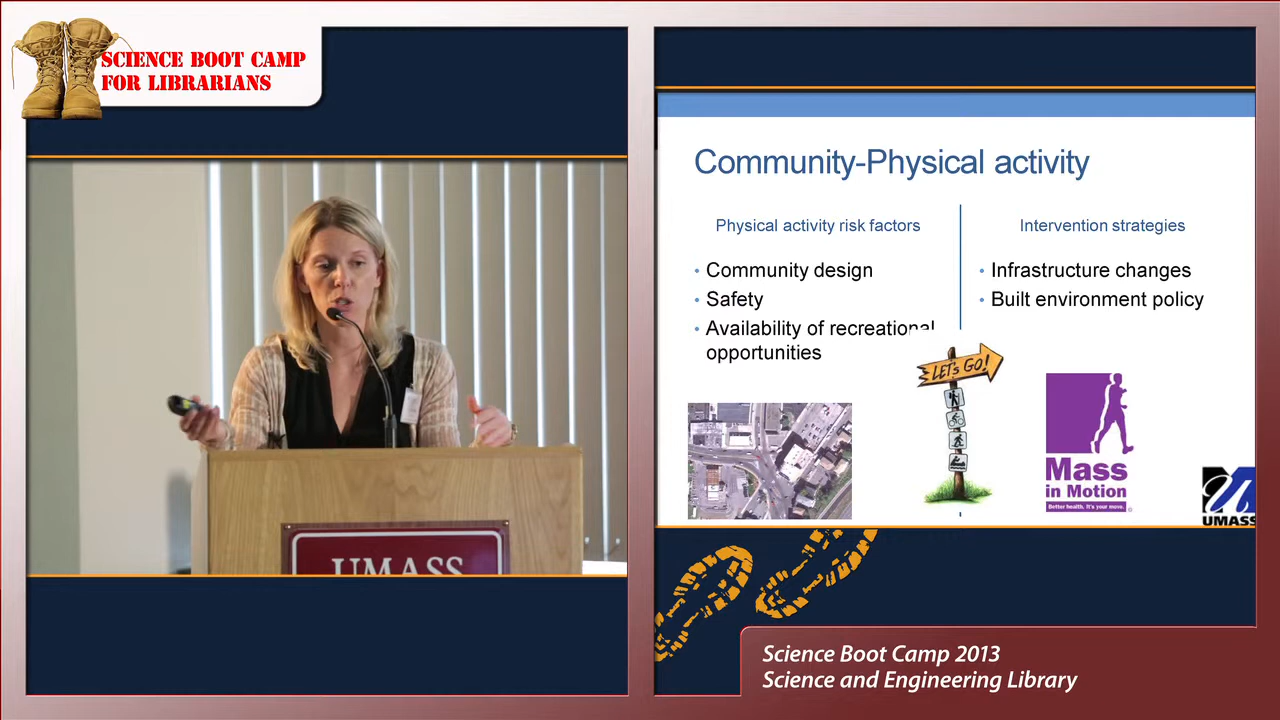 SCIENCE BOOT CAMP
FOR LIBRARIANS
UMASS
Community-Physical activity
Physical activity risk factors
• Community design
• Safety
• Availability of recreational
opportunities
Intervention strategies
• Infrastructure changes
• Built environment policy
LET'S GO!
Mass
in Motion
Better health. It's your move.
UMASS
Science Boot Camp 2013
Science and Engineering Library